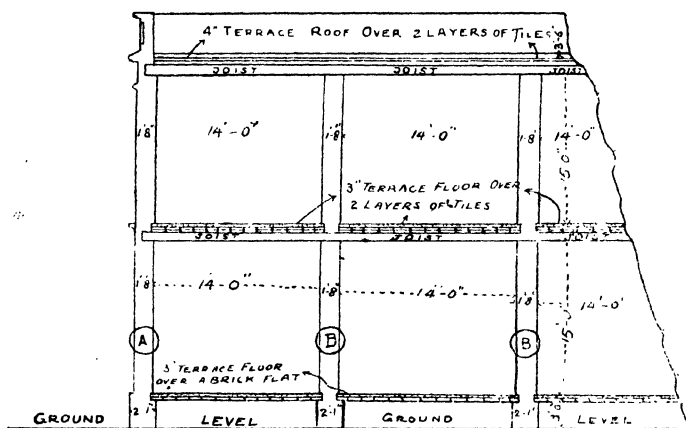 4" TERRACE ROOF OVER 2 LAYERS OF TILES
3'-6"
JOIST JOIST JOIST
1'8" 14'-0" 1'8" 14'-0" 1'8" 14'-0"
15'0"
3" TERRACE FLOOR OVER
2 LAYERS OF TILES
JOIST JOIST JOIST
1'8 14'-0" 1'8" 14'-0" 1'8' 14'-0'
15'0"
A B B
3" TERRACE FLOOR
OVER A BRICK FLAT
2'1" 2'1" 2'1"
GROUND LEVEL GROUND LEVEL